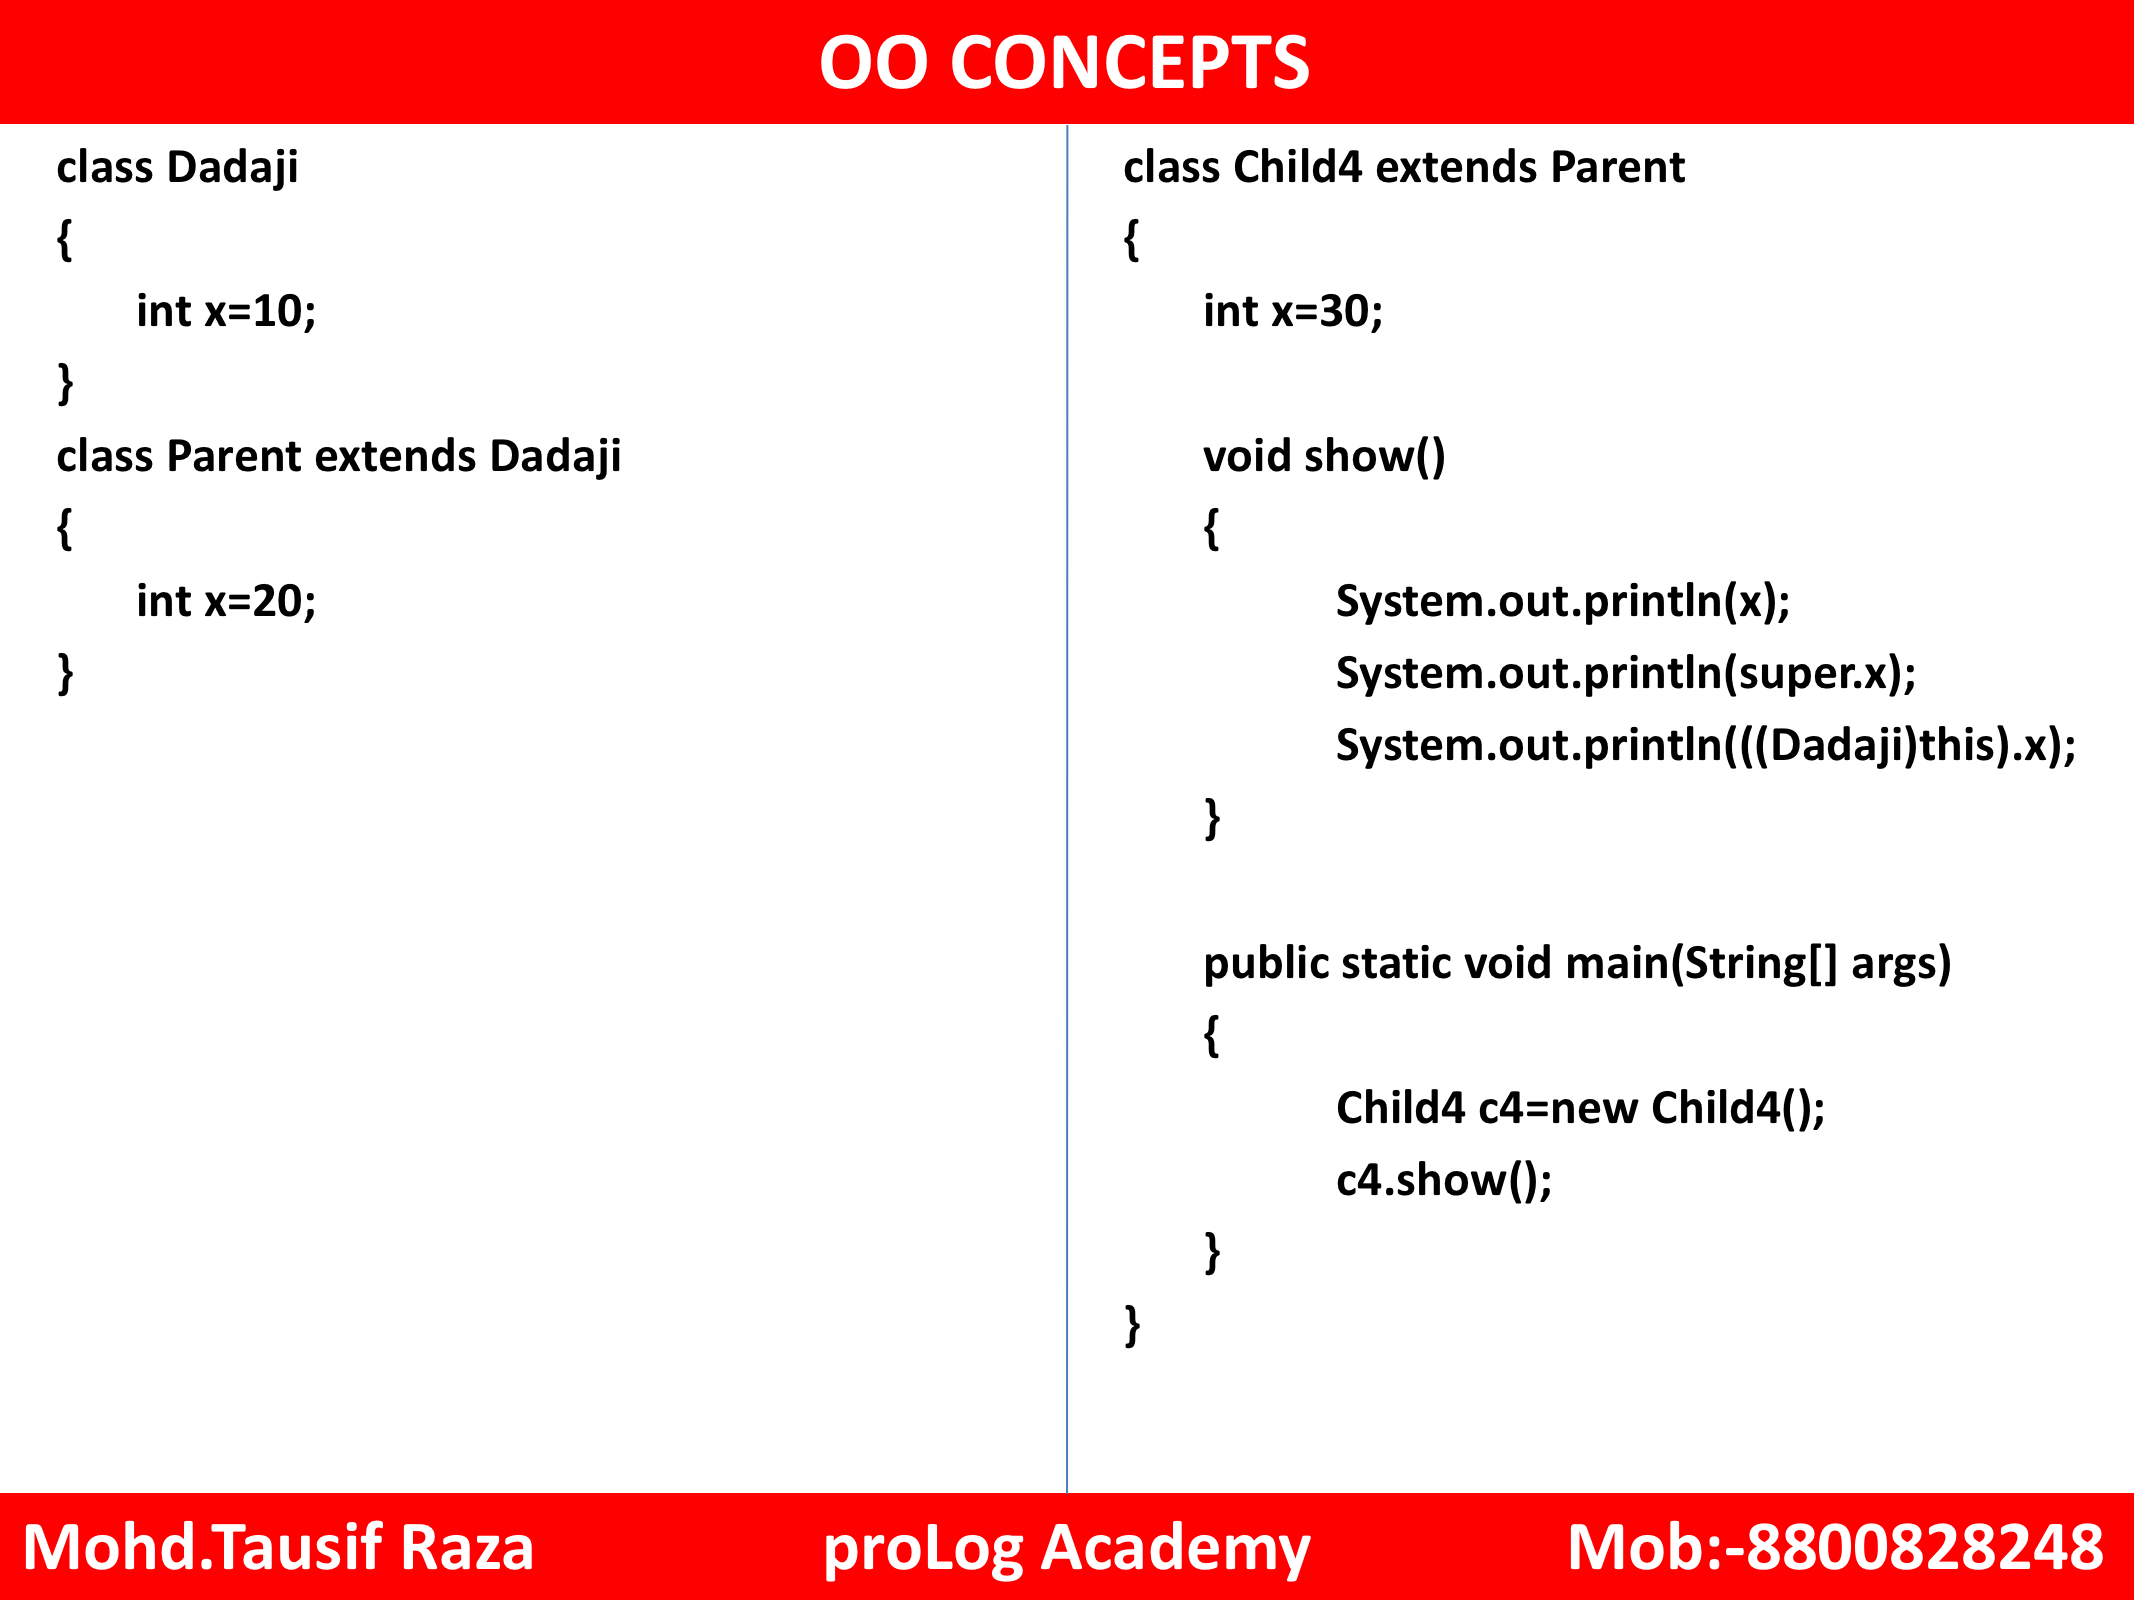 OO CONCEPTS
class Dadaji
{
int x=10;
}
class Parent extends Dadaji
{
int x=20;
}
class Child4 extends Parent
{
int x=30;
void show()
{
System.out.println(x);
System.out.println(super.x);
System.out.println(((Dadaji)this).x);
}
public static void main(String[] args)
{
Child4 c4=new Child4();
c4.show();
}
}
Mohd.Tausif Raza proLog Academy Mob:-8800828248